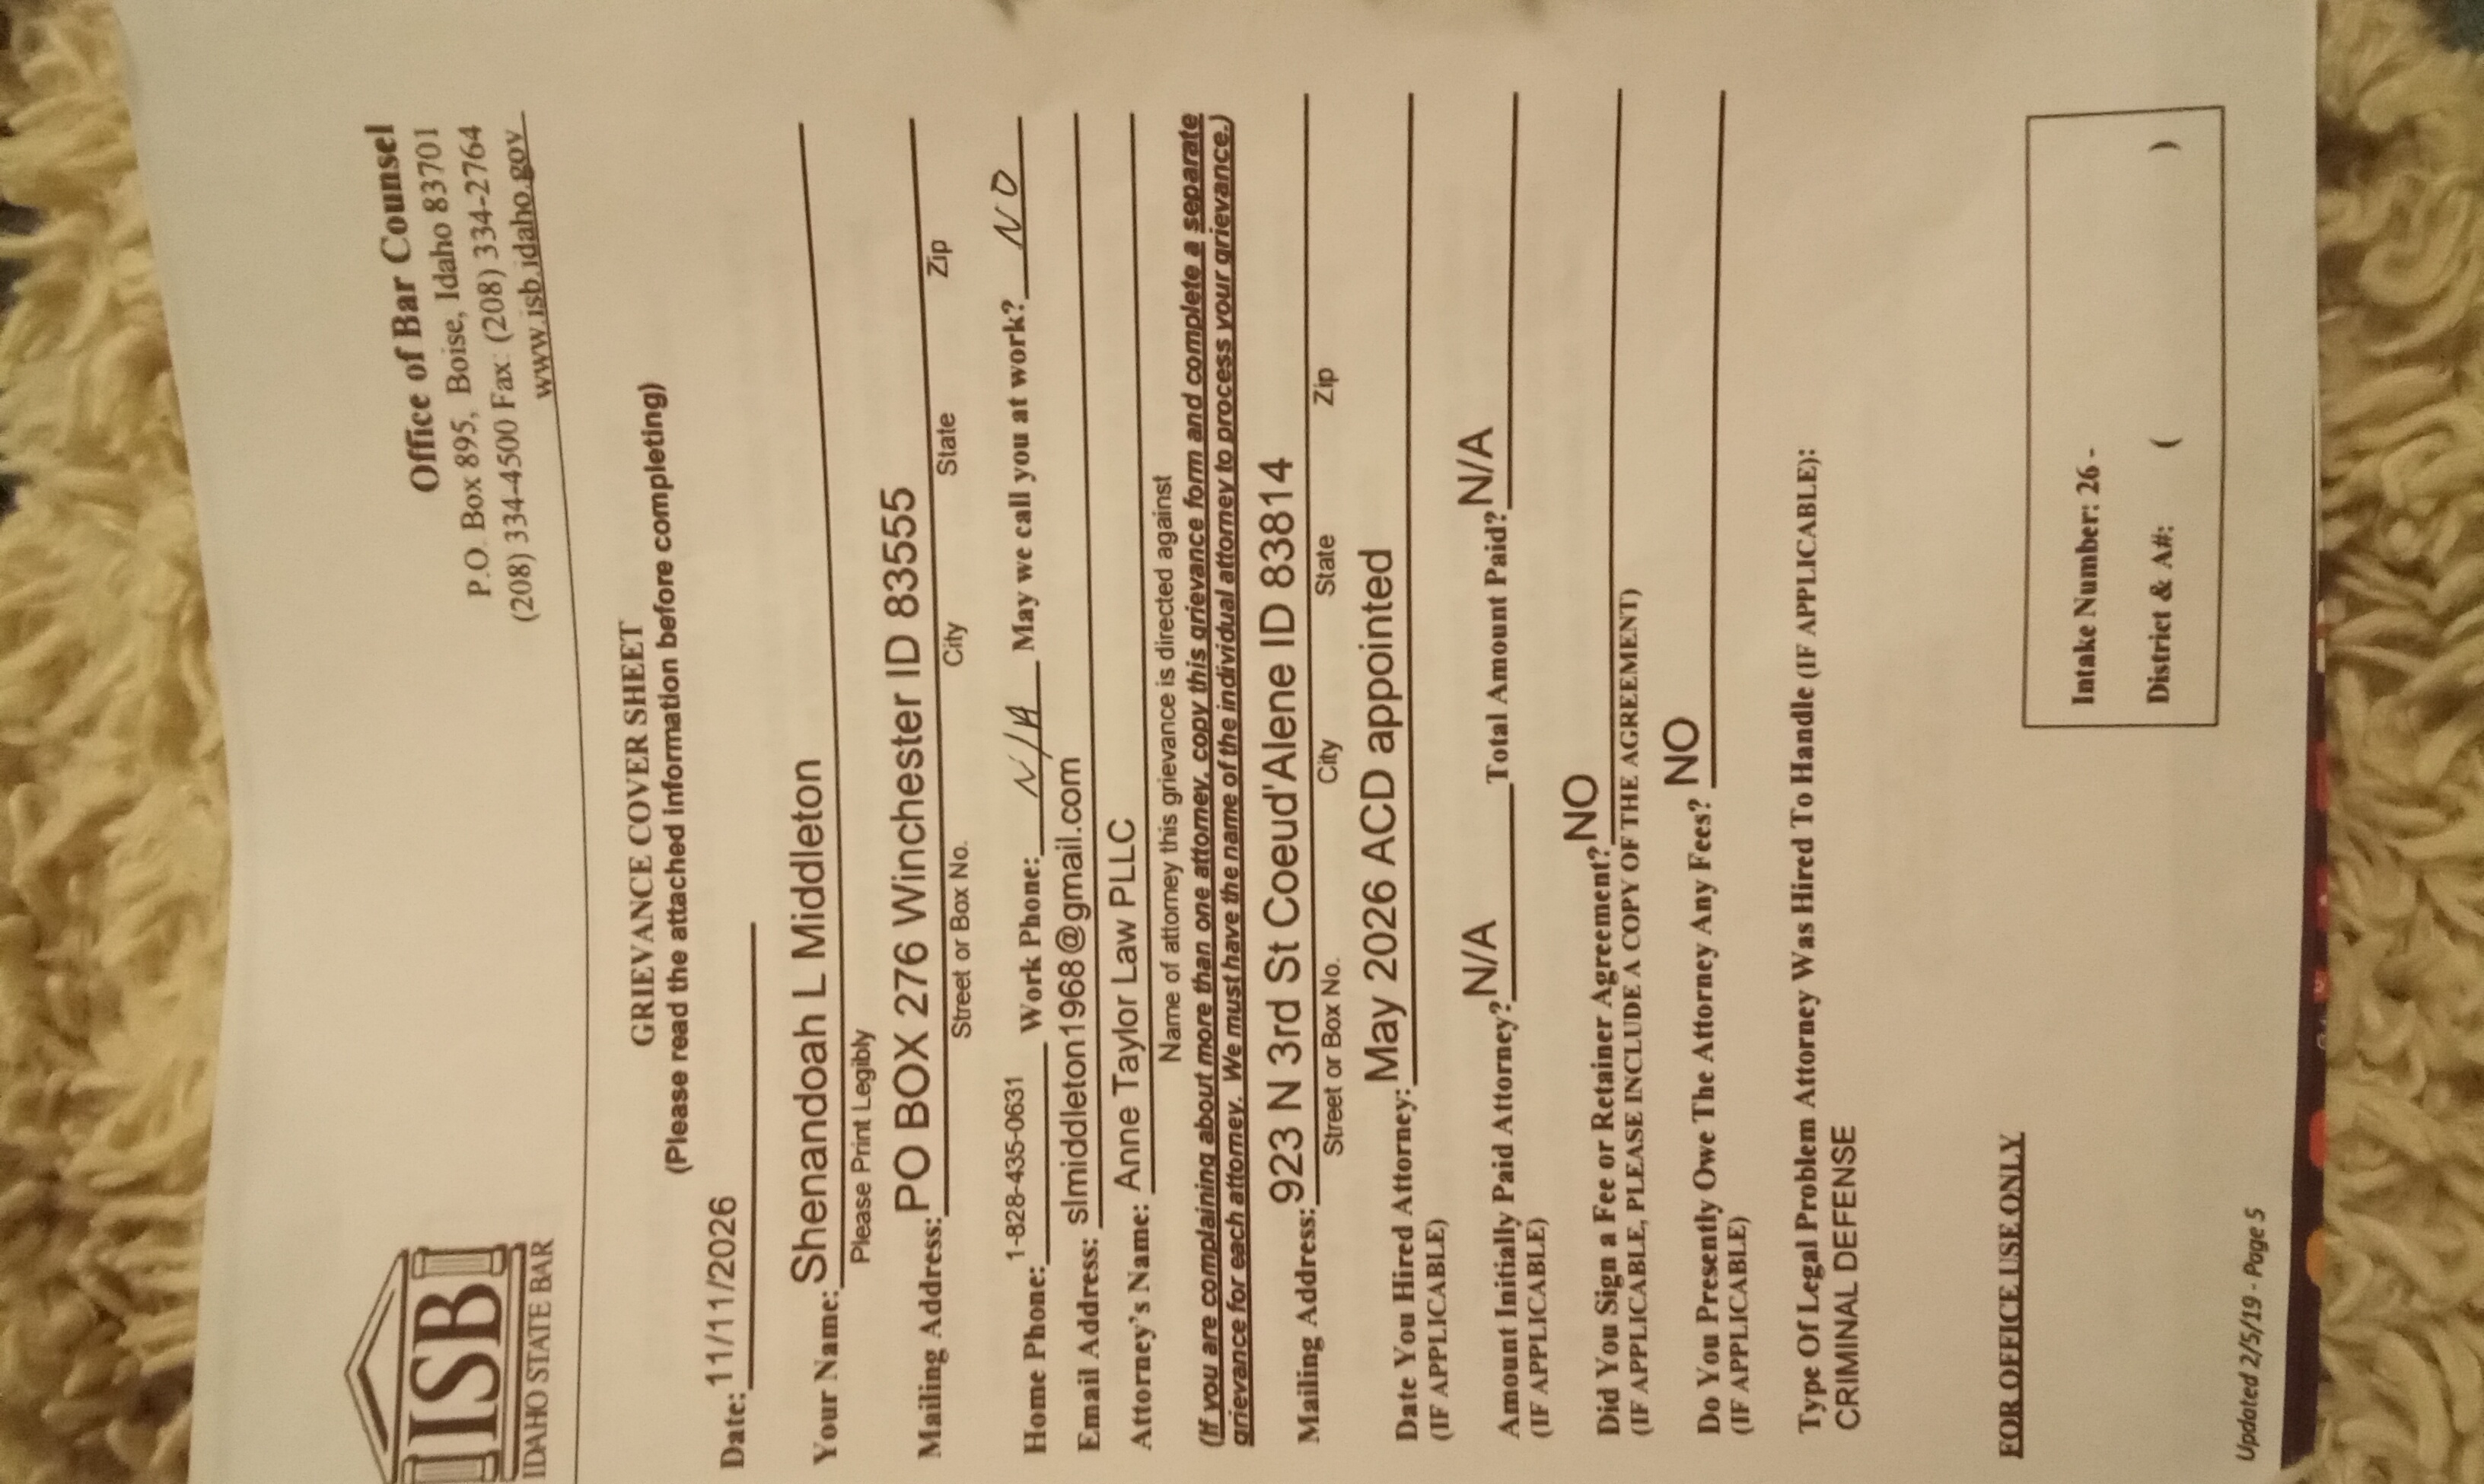 ISB
IDAHO STATE BAR
Office of Bar Counsel
P.O. Box 895, Boise, Idaho 83701
(208) 334-4500 Fax: (208) 334-2764
www.isb.idaho.gov
GRIEVANCE COVER SHEET
(Please read the attached information before completing)
Date: 11/11/2026
Your Name: Shenandoah L Middleton
Please Print Legibly
Mailing Address: PO BOX 276 Winchester ID 83555
Street or Box No. City State Zip
Home Phone: 1-828-435-0631 Work Phone: N/A May we call you at work? NO
Email Address: slmiddleton1968@gmail.com
Attorney's Name: Anne Taylor Law PLLC
Name of attorney this grievance is directed against
(If you are complaining about more than one attorney, copy this grievance form and complete a separate
grievance for each attorney. We must have the name of the individual attorney to process your grievance.)
Mailing Address: 923 N 3rd St Coeud'Alene ID 83814
Street or Box No. City State Zip
Date You Hired Attorney: May 2026 ACD appointed
(IF APPLICABLE)
Amount Initially Paid Attorney? N/A Total Amount Paid? N/A
(IF APPLICABLE)
Did You Sign a Fee or Retainer Agreement? NO
(IF APPLICABLE, PLEASE INCLUDE A COPY OF THE AGREEMENT)
Do You Presently Owe The Attorney Any Fees? NO
(IF APPLICABLE)
Type Of Legal Problem Attorney Was Hired To Handle (IF APPLICABLE):
CRIMINAL DEFENSE
FOR OFFICE USE ONLY
Intake Number: 26 -
District & A#: ( )
Updated 2/5/19 - Page 5